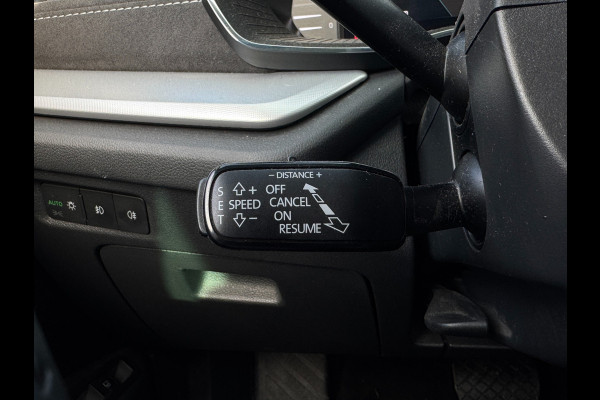 − DISTANCE +
S + OFF
E SPEED CANCEL
T − ON
RESUME
AUTO